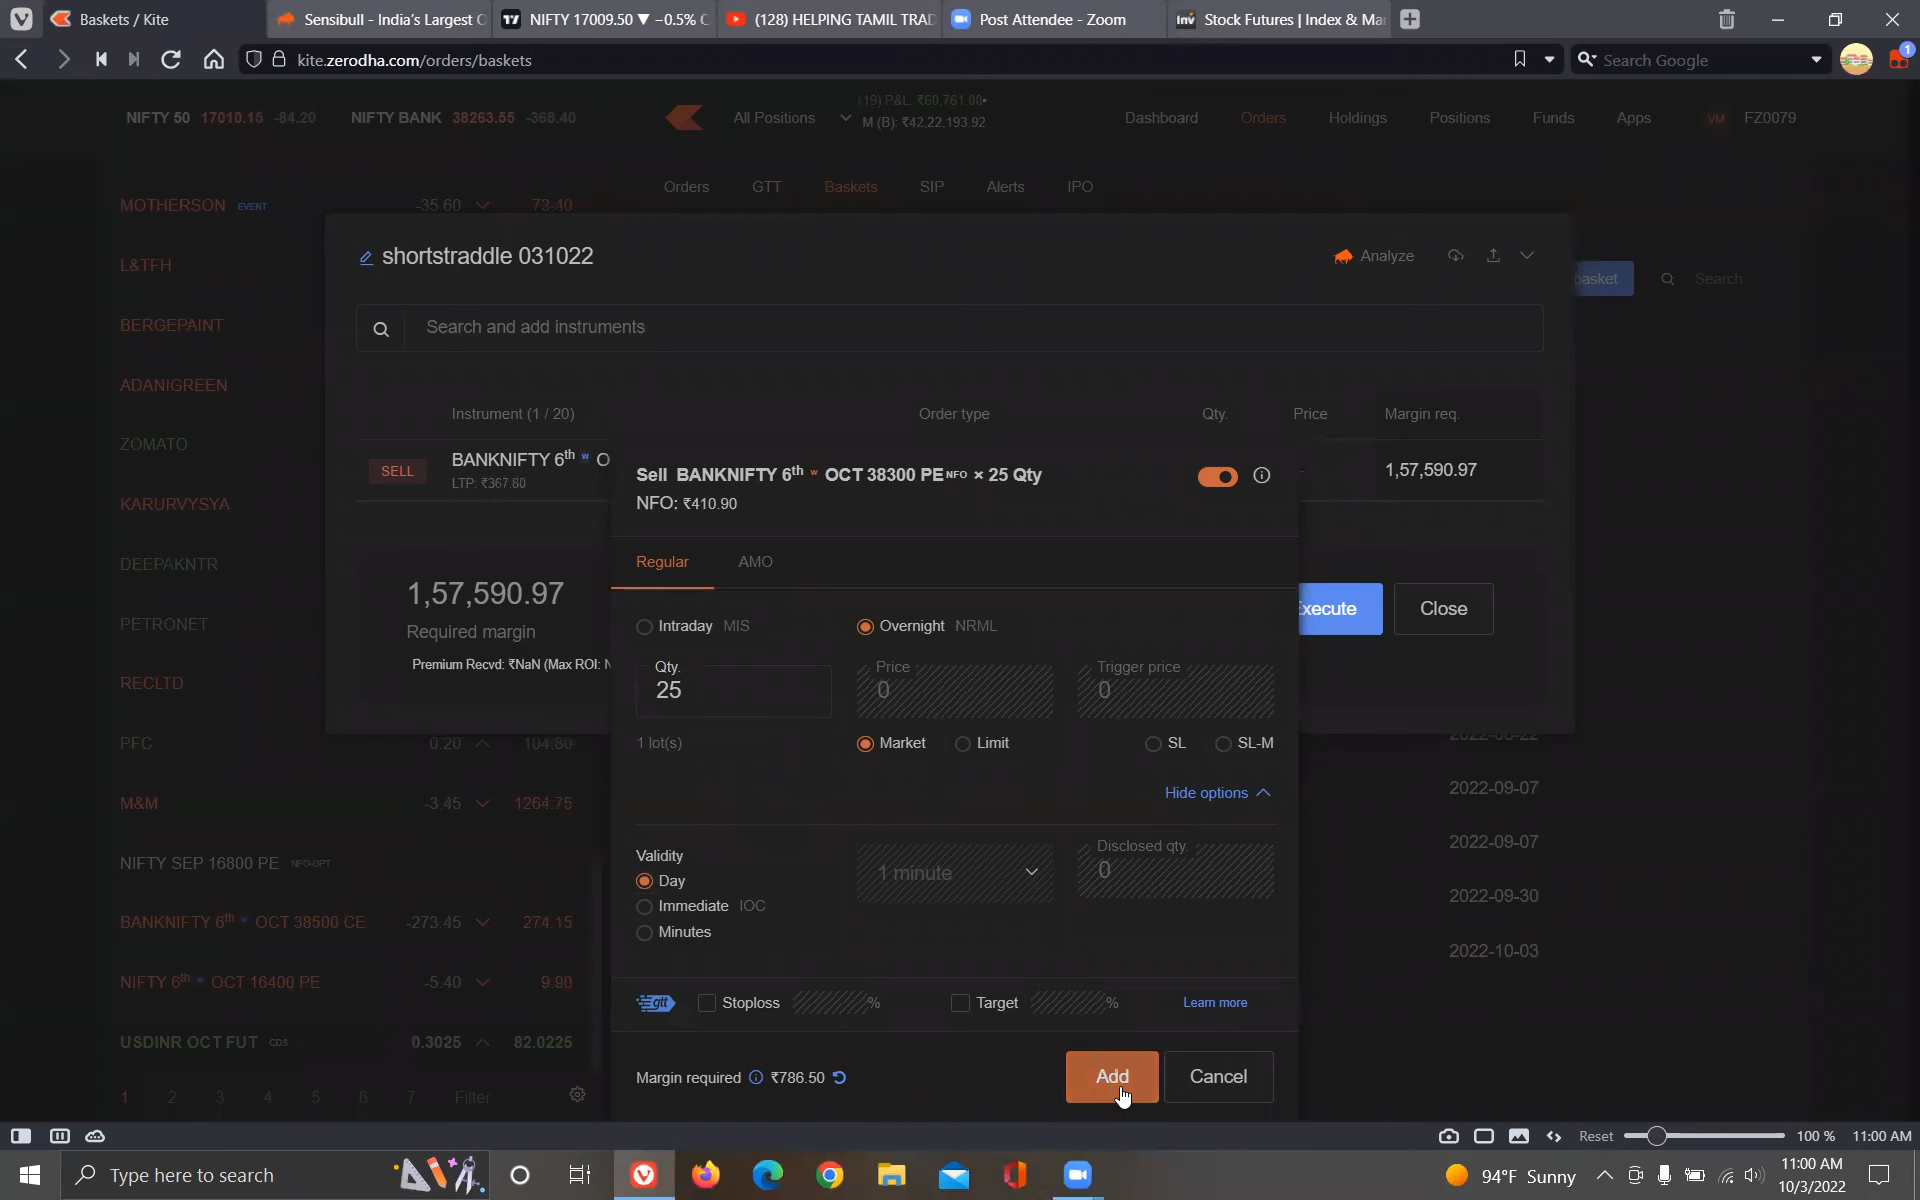 Baskets / Kite
Sensibull - India's Largest O
NIFTY 17009.50 ▼ −0.5% C
(128) HELPING TAMIL TRAD
Post Attendee - Zoom
Stock Futures | Index & Ma
kite.zerodha.com/orders/baskets
Search Google
1
NIFTY 50 17010.15 -84.20
NIFTY BANK 38263.55 -368.40
All Positions
(19) P&L: ₹60,761.00
M (B): ₹42,22,193.92
Dashboard
Orders
Holdings
Positions
Funds
Apps
VM
FZ0079
Orders
GTT
Baskets
SIP
Alerts
IPO
MOTHERSON EVENT -35.60 73.40
L&TFH
BERGEPAINT
ADANIGREEN
ZOMATO
KARURVYSYA
DEEPAKNTR
PETRONET
RECLTD
PFC 0.20 104.80
M&M -3.45 1264.75
NIFTY SEP 16800 PE NFO-OPT
BANKNIFTY 6th w OCT 38500 CE -273.45 274.15
NIFTY 6th w OCT 16400 PE -5.40 9.90
USDINR OCT FUT CDS 0.3025 82.0225
1 2 3 4 5 6 7 Filter
shortstraddle 031022
Analyze
basket
Search
Search and add instruments
Instrument (1 / 20)
Order type
Qty.
Price
Margin req.
SELL
BANKNIFTY 6th w O
LTP: ₹367.80
1,57,590.97
1,57,590.97
Required margin
Premium Recvd: ₹NaN (Max ROI: N
Execute
Close
Sell BANKNIFTY 6th w OCT 38300 PE NFO × 25 Qty
NFO: ₹410.90
Regular
AMO
Intraday MIS
Overnight NRML
Qty.
25
Price
0
Trigger price
0
1 lot(s)
Market
Limit
SL
SL-M
Hide options
Validity
Day
Immediate IOC
Minutes
1 minute
Disclosed qty.
0
gtt
Stoploss %
Target %
Learn more
Margin required ₹786.50
Add
Cancel
2022-09-07
2022-09-07
2022-09-30
2022-10-03
Reset
100 %
11:00 AM
Type here to search
94°F Sunny
11:00 AM
10/3/2022